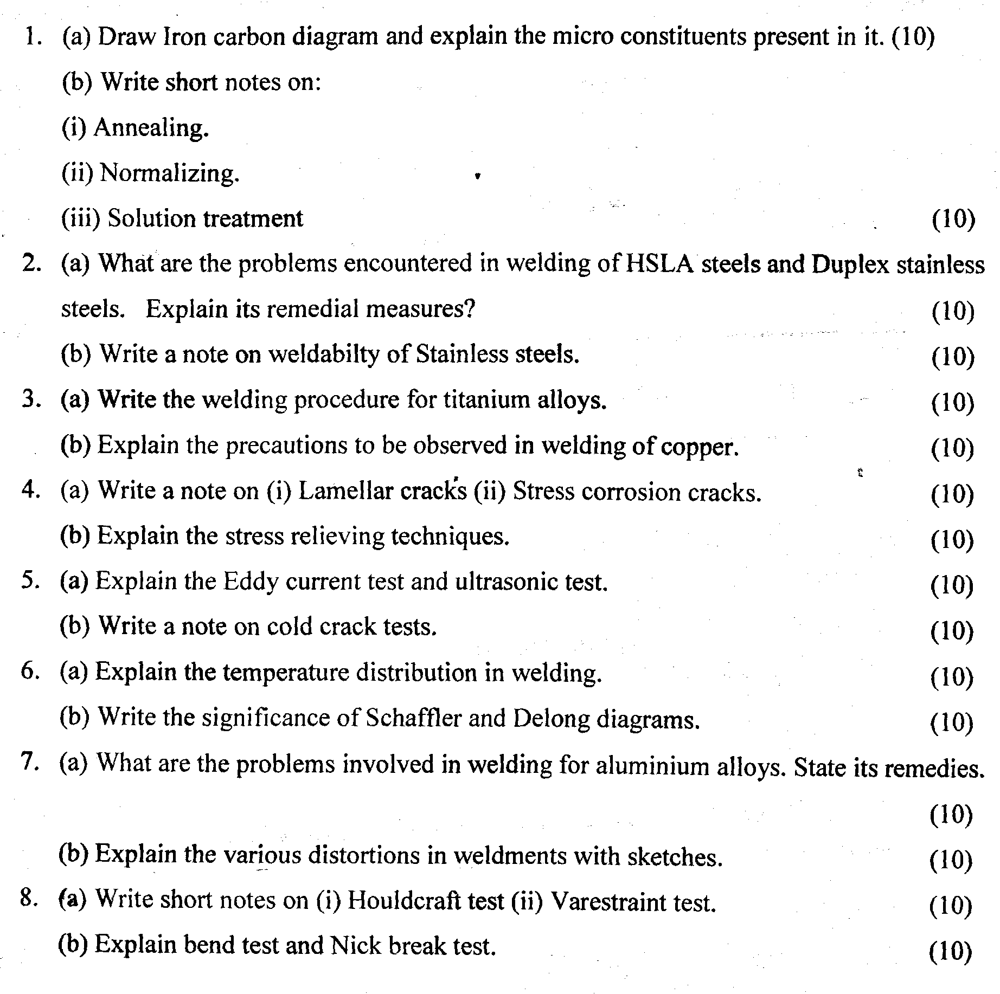 1. (a) Draw Iron carbon diagram and explain the micro constituents present in it. (10)
(b) Write short notes on:
(i) Annealing.
(ii) Normalizing.
(iii) Solution treatment (10)
2. (a) What are the problems encountered in welding of HSLA steels and Duplex stainless
steels. Explain its remedial measures? (10)
(b) Write a note on weldabilty of Stainless steels. (10)
3. (a) Write the welding procedure for titanium alloys. (10)
(b) Explain the precautions to be observed in welding of copper. (10)
4. (a) Write a note on (i) Lamellar cracks (ii) Stress corrosion cracks. (10)
(b) Explain the stress relieving techniques. (10)
5. (a) Explain the Eddy current test and ultrasonic test. (10)
(b) Write a note on cold crack tests. (10)
6. (a) Explain the temperature distribution in welding. (10)
(b) Write the significance of Schaffler and Delong diagrams. (10)
7. (a) What are the problems involved in welding for aluminium alloys. State its remedies.
(10)
(b) Explain the various distortions in weldments with sketches. (10)
8. (a) Write short notes on (i) Houldcraft test (ii) Varestraint test. (10)
(b) Explain bend test and Nick break test. (10)